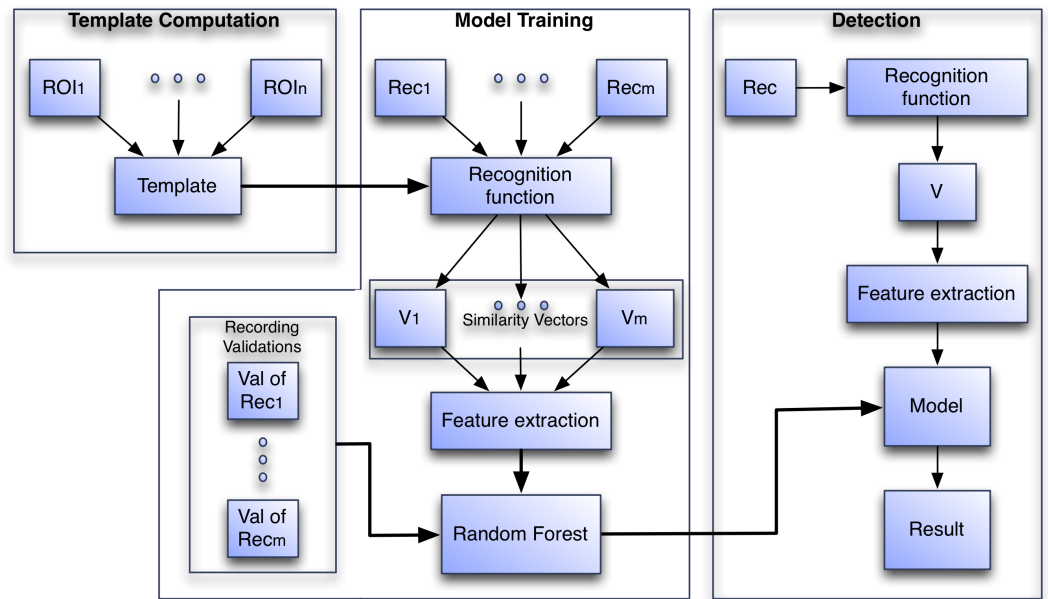 Template Computation
ROI1
ROIn
Template
Model Training
Rec1
Recm
Recognition
function
V1
Similarity Vectors
Vm
Recording
Validations
Val of
Rec1
Val of
Recm
Feature extraction
Random Forest
Detection
Rec
Recognition
function
V
Feature extraction
Model
Result